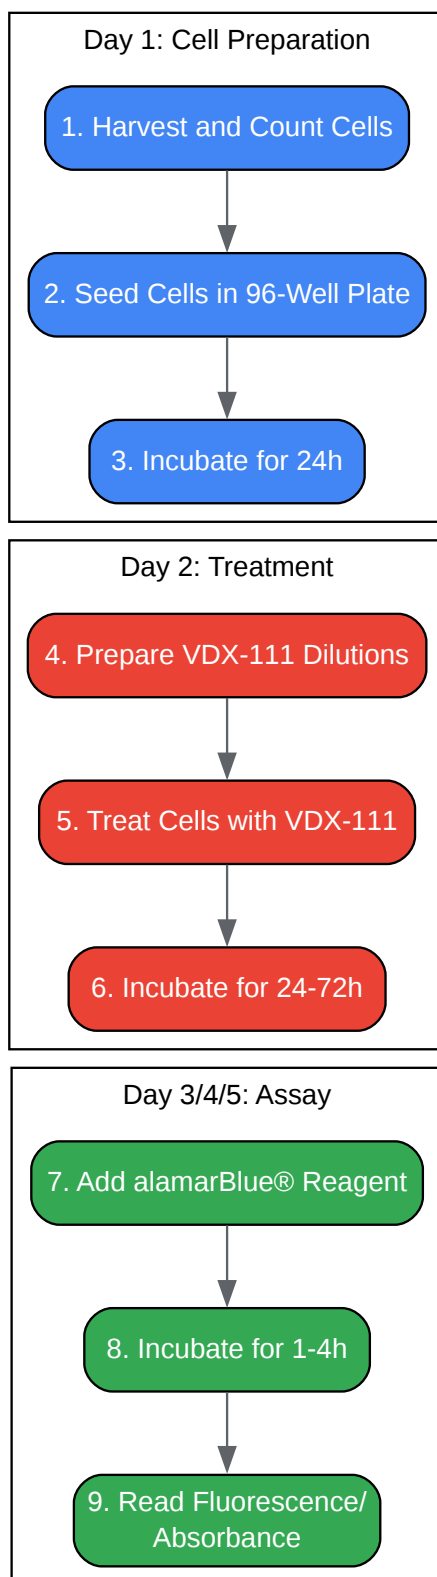 Day 1: Cell Preparation
1. Harvest and Count Cells
2. Seed Cells in 96-Well Plate
3. Incubate for 24h
Day 2: Treatment
4. Prepare VDX-111 Dilutions
5. Treat Cells with VDX-111
6. Incubate for 24-72h
Day 3/4/5: Assay
7. Add alamarBlue® Reagent
8. Incubate for 1-4h
9. Read Fluorescence/
Absorbance